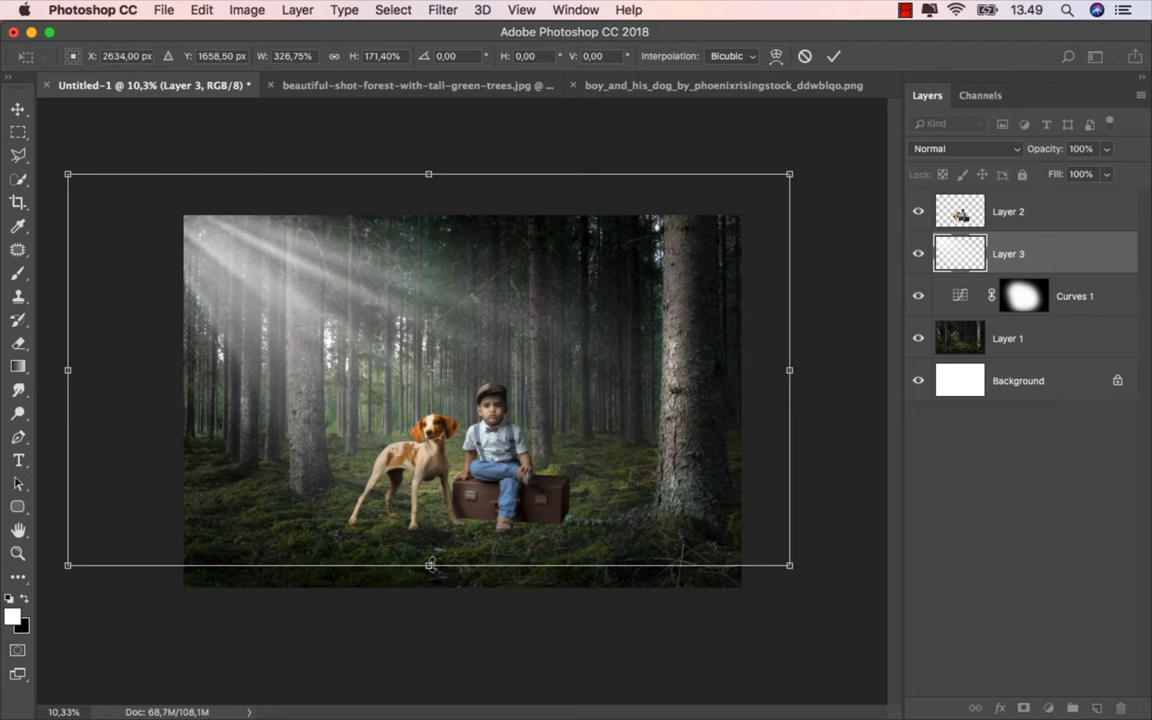 Photoshop CC File Edit Image Layer Type Select Filter 3D View Window Help 13.49
Adobe Photoshop CC 2018
X: 2634,00 px Y: 1658,50 px W: 326,75% H: 171,40% 0,00 ° H: 0,00 ° V: 0,00 ° Interpolation: Bicubic
Untitled-1 @ 10,3% (Layer 3, RGB/8) * beautiful-shot-forest-with-tall-green-trees.jpg @ ... boy_and_his_dog_by_phoenixrisingstock_ddwblqo.png
Layers Channels
Kind
Normal Opacity: 100%
Lock: Fill: 100%
Layer 2
Layer 3
Curves 1
Layer 1
Background
10,33% Doc: 68,7M/108,1M